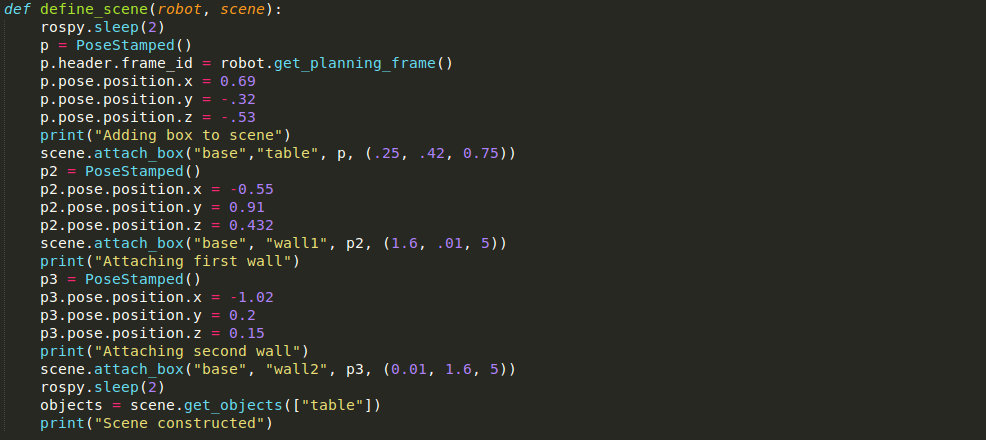 def define_scene(robot, scene):
    rospy.sleep(2)
    p = PoseStamped()
    p.header.frame_id = robot.get_planning_frame()
    p.pose.position.x = 0.69
    p.pose.position.y = -.32
    p.pose.position.z = -.53
    print("Adding box to scene")
    scene.attach_box("base","table", p, (.25, .42, 0.75))
    p2 = PoseStamped()
    p2.pose.position.x = -0.55
    p2.pose.position.y = 0.91
    p2.pose.position.z = 0.432
    scene.attach_box("base", "wall1", p2, (1.6, .01, 5))
    print("Attaching first wall")
    p3 = PoseStamped()
    p3.pose.position.x = -1.02
    p3.pose.position.y = 0.2
    p3.pose.position.z = 0.15
    print("Attaching second wall")
    scene.attach_box("base", "wall2", p3, (0.01, 1.6, 5))
    rospy.sleep(2)
    objects = scene.get_objects(["table"])
    print("Scene constructed")